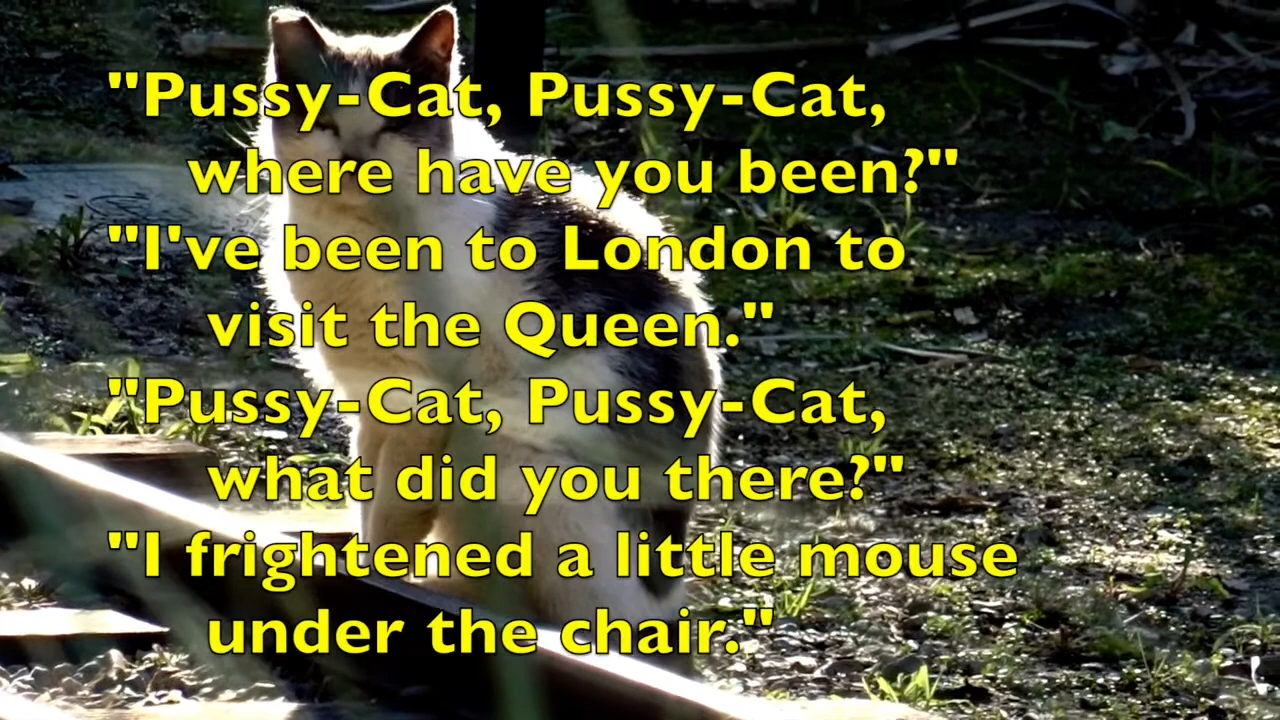 "Pussy-Cat, Pussy-Cat,
where have you been?"
"I've been to London to
visit the Queen."
"Pussy-Cat, Pussy-Cat,
what did you there?"
"I frightened a little mouse
under the chair."